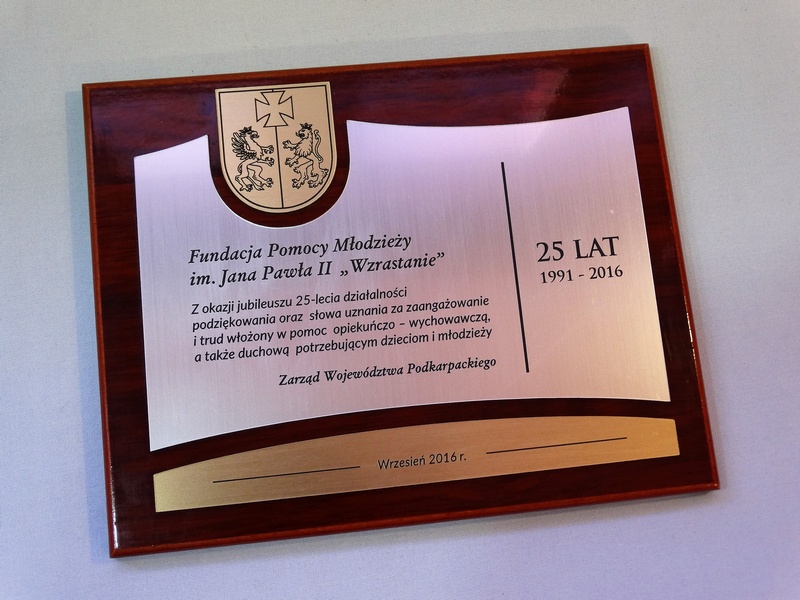 Fundacja Pomocy Młodzieży
im. Jana Pawła II „Wzrastanie”
Z okazji jubileuszu 25-lecia działalności
podziękowania oraz słowa uznania za zaangażowanie
i trud włożony w pomoc opiekuńczo – wychowawczą,
a także duchową potrzebującym dzieciom i młodzieży
Zarząd Województwa Podkarpackiego
25 LAT
1991 - 2016
Wrzesień 2016 r.